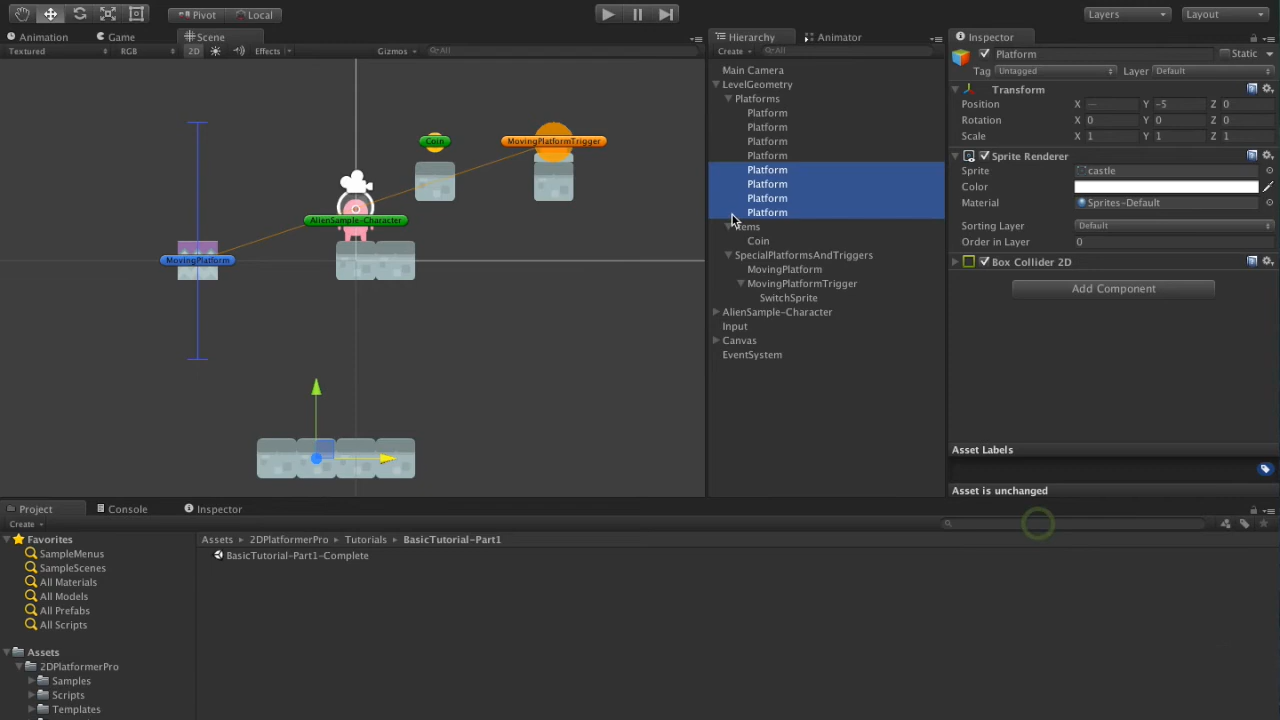 Pivot Local Layers Layout
Animation Game Scene Hierarchy Animator Inspector
Textured RGB 2D Effects Gizmos All Create All
Platform Static
Tag Untagged Layer Default
Transform
Position X — Y -5 Z 0
Rotation X 0 Y 0 Z 0
Scale X 1 Y 1 Z 1
Sprite Renderer
Sprite castle
Color
Material Sprites-Default
Sorting Layer Default
Order in Layer 0
Box Collider 2D
Add Component
Asset Labels
Asset is unchanged
Main Camera
LevelGeometry
Platforms
Platform
Platform
Platform
Platform
Platform
Platform
Platform
Platform
Items
Coin
SpecialPlatformsAndTriggers
MovingPlatform
MovingPlatformTrigger
SwitchSprite
AlienSample-Character
Input
Canvas
EventSystem
Coin
MovingPlatformTrigger
AlienSample-Character
MovingPlatform
Project Console Inspector
Create
Favorites
SampleMenus
SampleScenes
All Materials
All Models
All Prefabs
All Scripts
Assets
2DPlatformerPro
Samples
Scripts
Templates
Assets 2DPlatformerPro Tutorials BasicTutorial-Part1
BasicTutorial-Part1-Complete